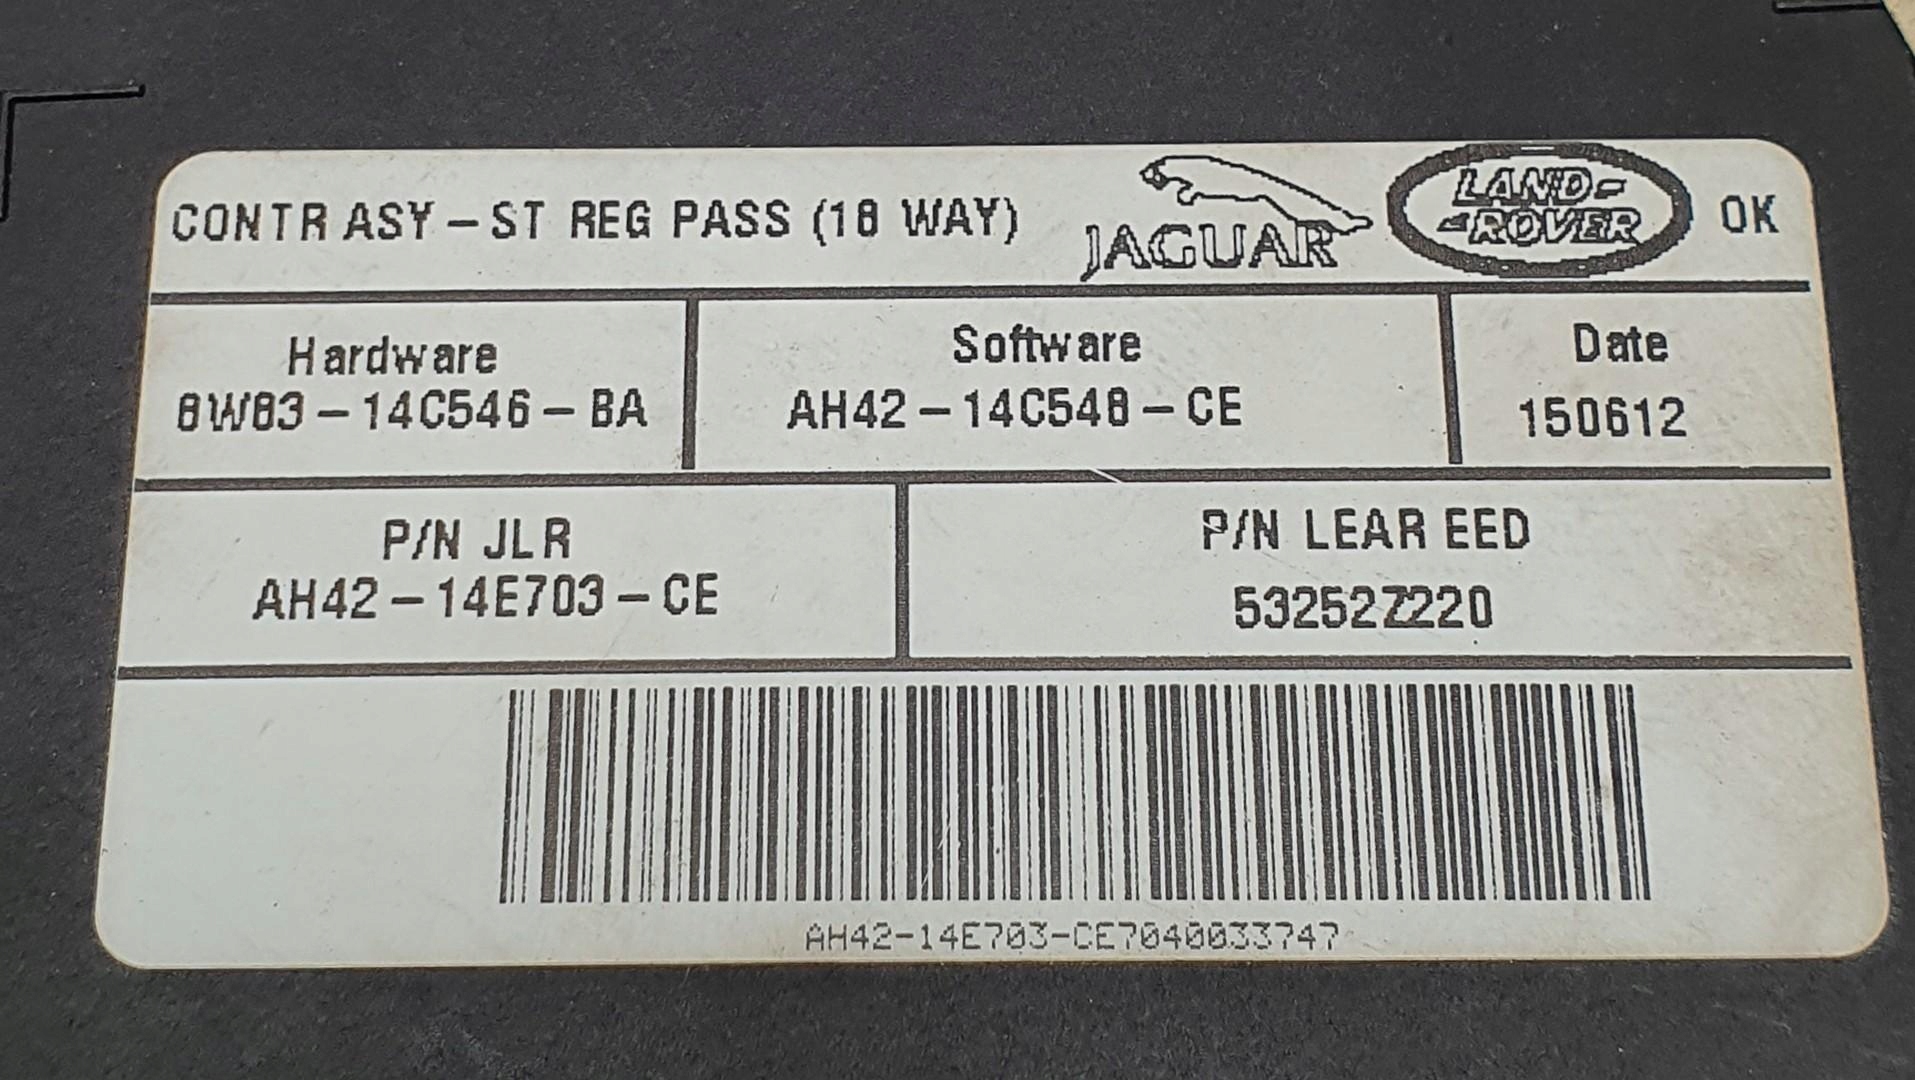 CONTR ASY - ST REG PASS (18 WAY)
JAGUAR
LAND-
ROVER
OK
Hardware
8W83-14C546-BA
Software
AH42-14C548-CE
Date
150612
P/N JLR
AH42-14E703-CE
P/N LEAR EED
53252Z220
AH42-14E703-CE7040033747